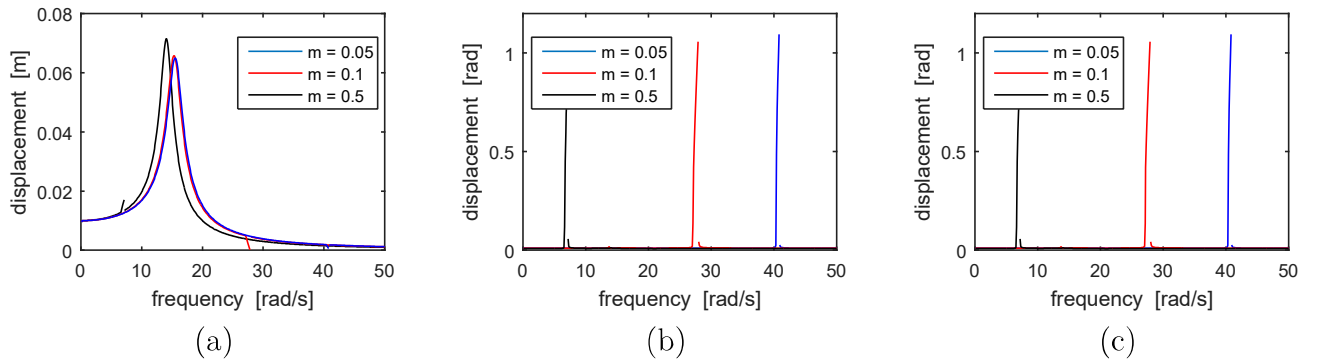 0.08
0.06
0.04
0.02
0
displacement [m]
m = 0.05
m = 0.1
m = 0.5
0 10 20 30 40 50
frequency [rad/s]
(a)
1
0.5
0
displacement [rad]
m = 0.05
m = 0.1
m = 0.5
0 10 20 30 40 50
frequency [rad/s]
(b)
1
0.5
0
displacement [rad]
m = 0.05
m = 0.1
m = 0.5
0 10 20 30 40 50
frequency [rad/s]
(c)